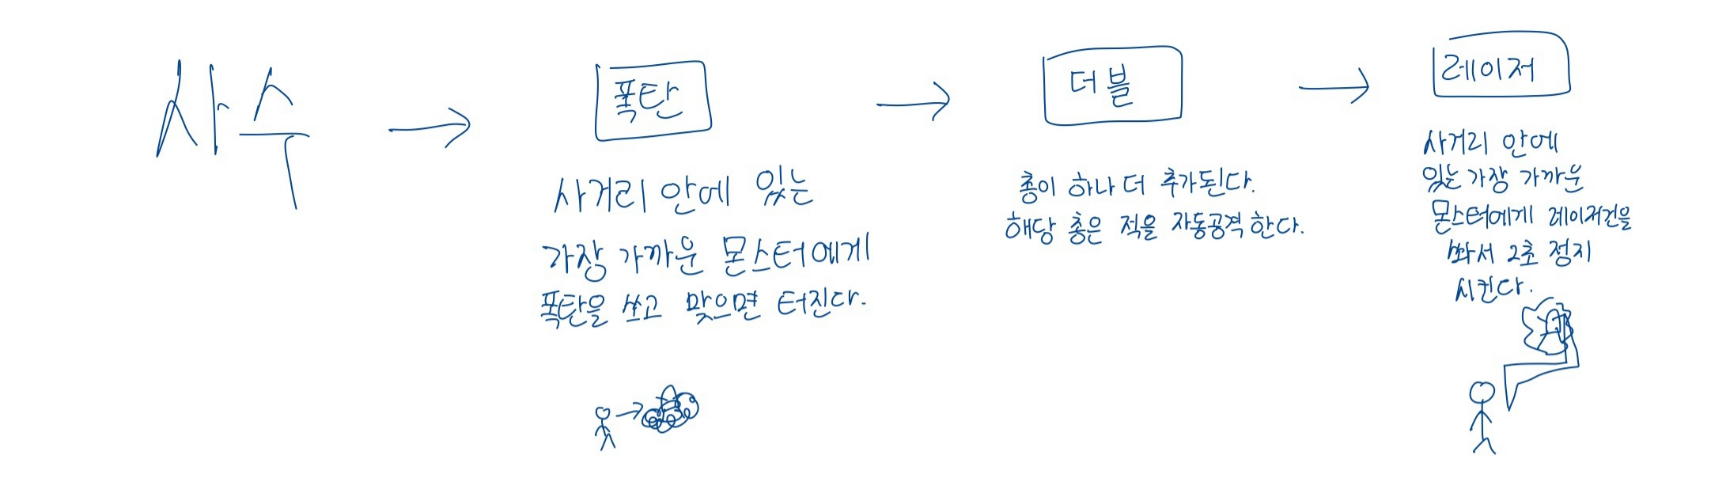 사수
폭탄
더블
레이저
사거리 안에 있는
가장 가까운 몬스터에게
폭탄을 쏘고 맞으면 터진다.
총이 하나 더 추가된다.
해당 총은 적을 자동공격 한다.
사거리 안에
있는 가장 가까운
몬스터에게 레이저건을
쏴서 2초 정지
시킨다.